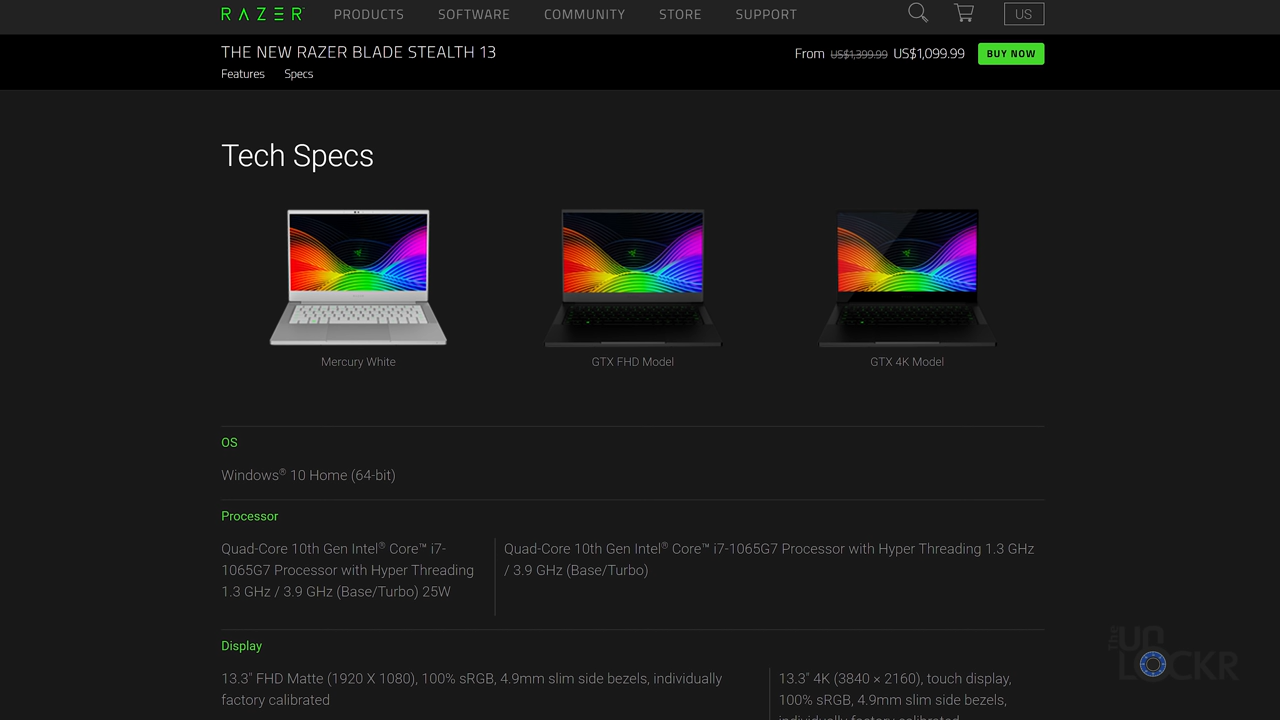 RAZER PRODUCTS SOFTWARE COMMUNITY STORE SUPPORT US
THE NEW RAZER BLADE STEALTH 13
From US$1,399.99 US$1,099.99 BUY NOW
Features Specs
Tech Specs
Mercury White GTX FHD Model GTX 4K Model
OS
Windows® 10 Home (64-bit)
Processor
Quad-Core 10th Gen Intel® Core™ i7-
1065G7 Processor with Hyper Threading
1.3 GHz / 3.9 GHz (Base/Turbo) 25W
Quad-Core 10th Gen Intel® Core™ i7-1065G7 Processor with Hyper Threading 1.3 GHz
/ 3.9 GHz (Base/Turbo)
Display
13.3" FHD Matte (1920 X 1080), 100% sRGB, 4.9mm slim side bezels, individually
factory calibrated
13.3" 4K (3840 × 2160), touch display,
100% sRGB, 4.9mm slim side bezels,
individually factory calibrated
The
UN
LOCKR